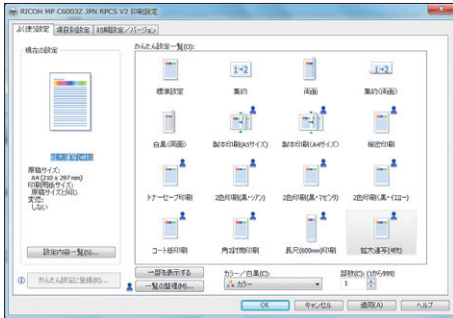 RICOH MP C6003Z JPN RPCS V2 印刷設定
よく使う設定 項目別設定 初期設定／バージョン
現在の設定
かんたん設定一覧(O):
標準設定 集約 両面 集約(両面)
白黒(両面) 製本印刷(A5サイズ) 製本印刷(A4サイズ) 機密印刷
トナーセーブ印刷 2色印刷(黒・シアン) 2色印刷(黒・マゼンタ) 2色印刷(黒・イエロー)
コート紙印刷 角2封筒印刷 長尺(600mm)印刷 拡大連写(4枚)
拡大連写(4枚)
原稿サイズ:
A4 (210 x 297 mm)
印刷用紙サイズ:
原稿サイズと同じ
変倍:
しない
設定内容一覧(S)...
かんたん設定に登録(R)...
一部を表示する
一覧の整理(M)...
カラー／白黒(C):
カラー
部数(C): (1から999)
1
OK キャンセル 適用(A) ヘルプ